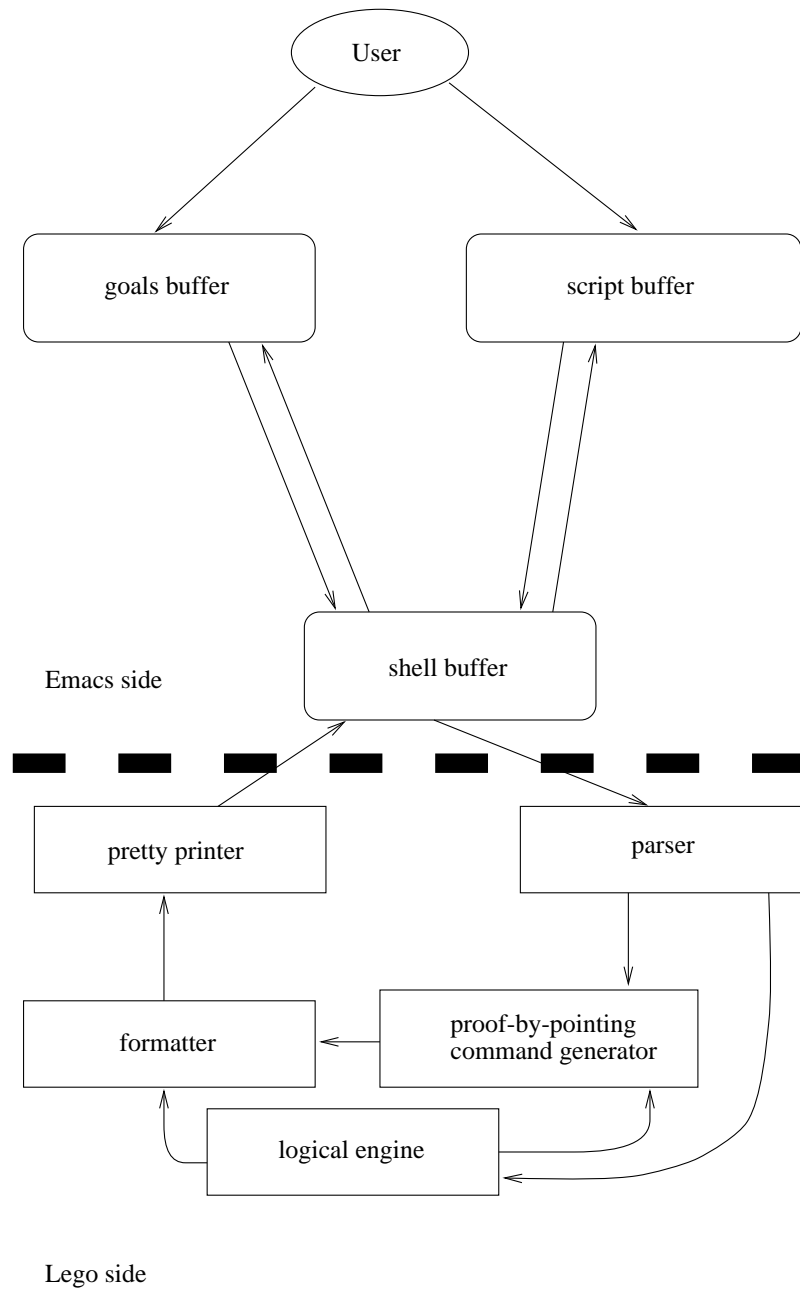 User
goals buffer
script buffer
shell buffer
Emacs side
pretty printer
parser
proof-by-pointing
command generator
formatter
logical engine
Lego side